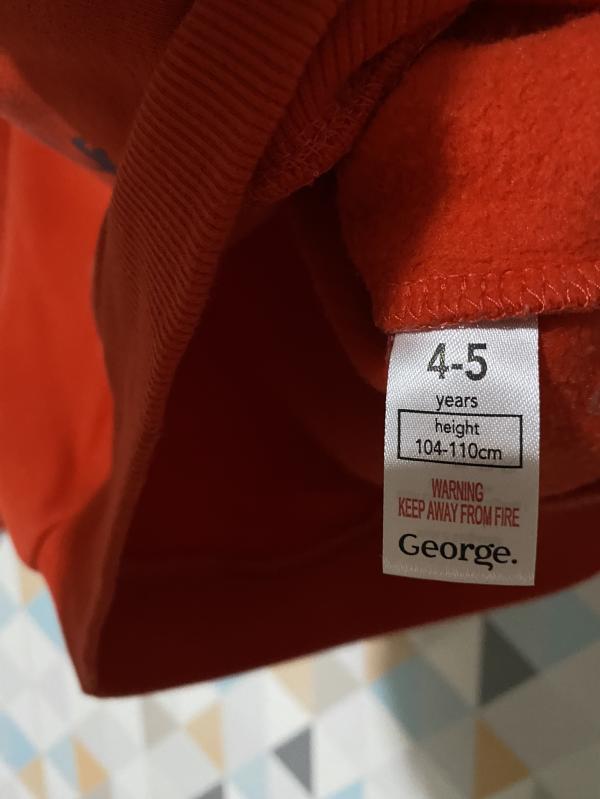 4-5
years
height
104-110cm
WARNING
KEEP AWAY FROM FIRE
George.